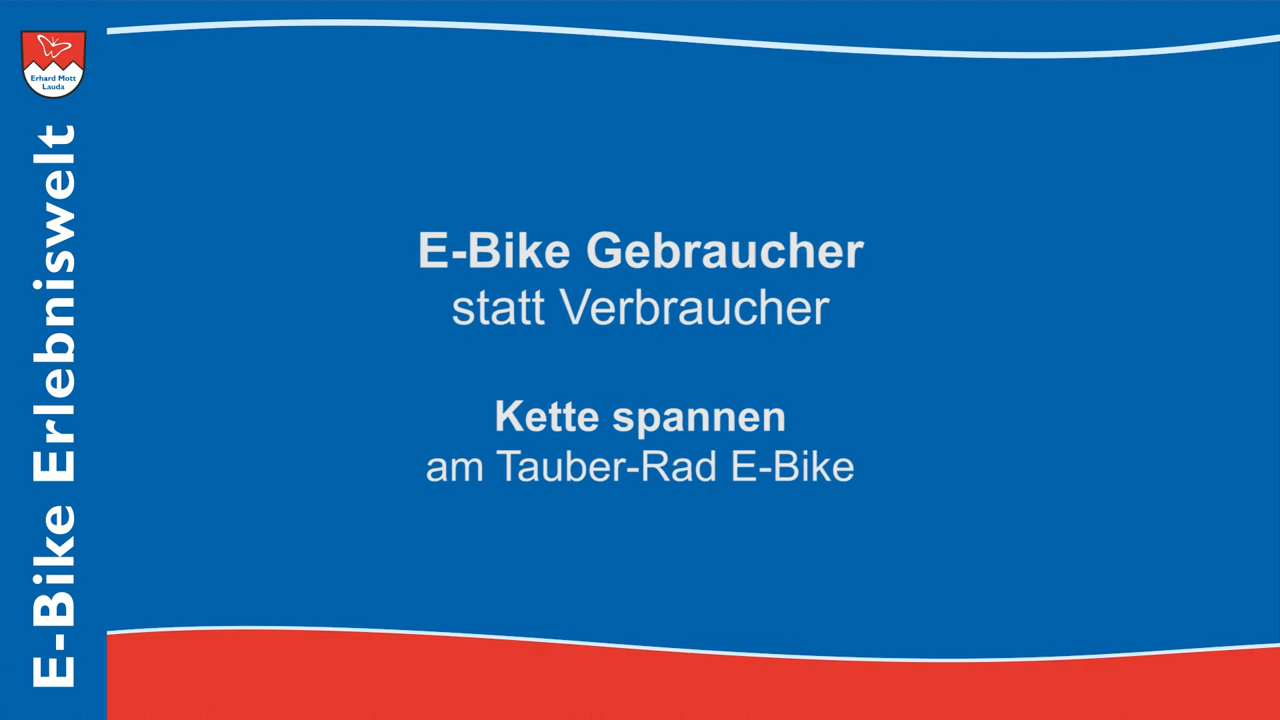 Erhard Mott
Lauda
E-Bike Erlebniswelt
E-Bike Gebraucher
statt Verbraucher
Kette spannen
am Tauber-Rad E-Bike